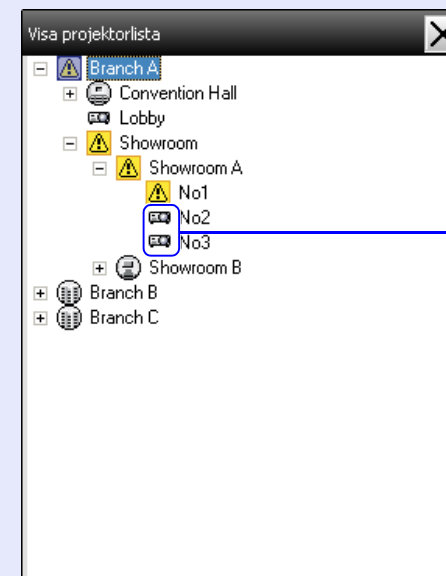 Visa projektorlista
Branch A
Convention Hall
Lobby
Showroom
Showroom A
No1
No2
No3
Showroom B
Branch B
Branch C